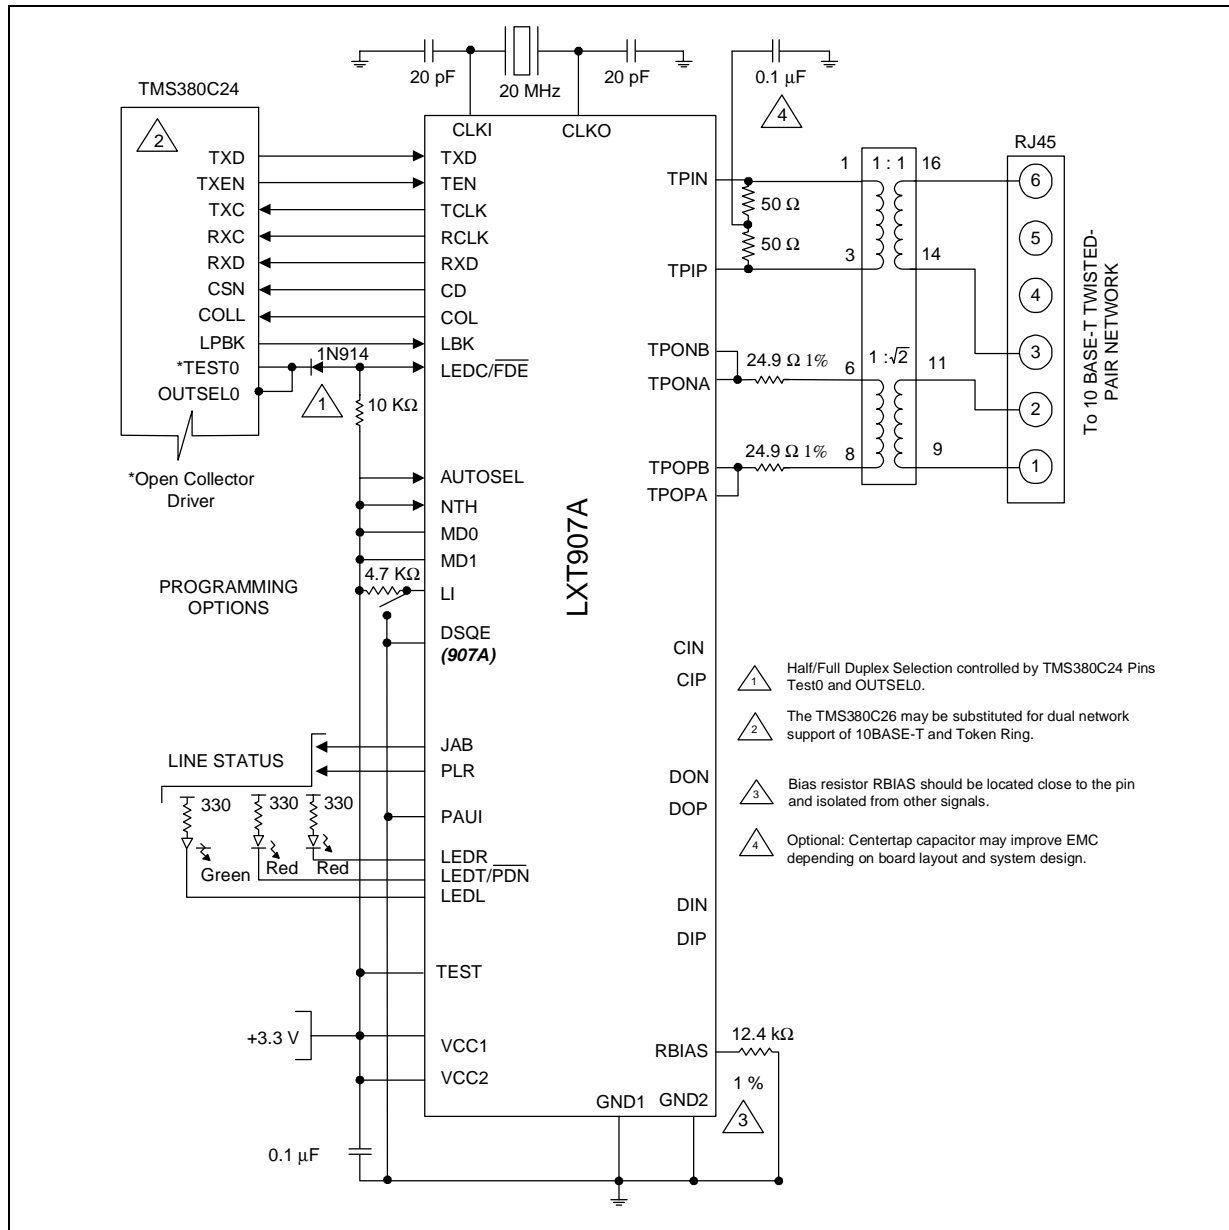 20 pF
20 MHz
20 pF
0.1 µF
4
TMS380C24
2
TXD
TXEN
TXC
RXC
RXD
CSN
COLL
LPBK
*TEST0
OUTSEL0
*Open Collector
Driver
1N914
1
10 KΩ
CLKI
CLKO
TXD
TEN
TCLK
RCLK
RXD
CD
COL
LBK
LEDC/FDE
AUTOSEL
NTH
MD0
MD1
4.7 KΩ
LI
DSQE
(907A)
PROGRAMMING
OPTIONS
LINE STATUS
JAB
PLR
PAUI
330
330
330
Green
Red
Red
LEDR
LEDT/PDN
LEDL
TEST
+3.3 V
VCC1
VCC2
0.1 µF
LXT907A
TPIN
TPIP
50 Ω
50 Ω
TPONB
TPONA
24.9 Ω 1%
TPOPB
TPOPA
24.9 Ω 1%
1
1 : 1
16
3
14
6
1 :√2
11
8
9
RJ45
6
5
4
3
2
1
To 10 BASE-T TWISTED-
PAIR NETWORK
CIN
CIP
DON
DOP
DIN
DIP
RBIAS
12.4 kΩ
1 %
3
GND1
GND2
1
Half/Full Duplex Selection controlled by TMS380C24 Pins
Test0 and OUTSEL0.
2
The TMS380C26 may be substituted for dual network
support of 10BASE-T and Token Ring.
3
Bias resistor RBIAS should be located close to the pin
and isolated from other signals.
4
Optional: Centertap capacitor may improve EMC
depending on board layout and system design.